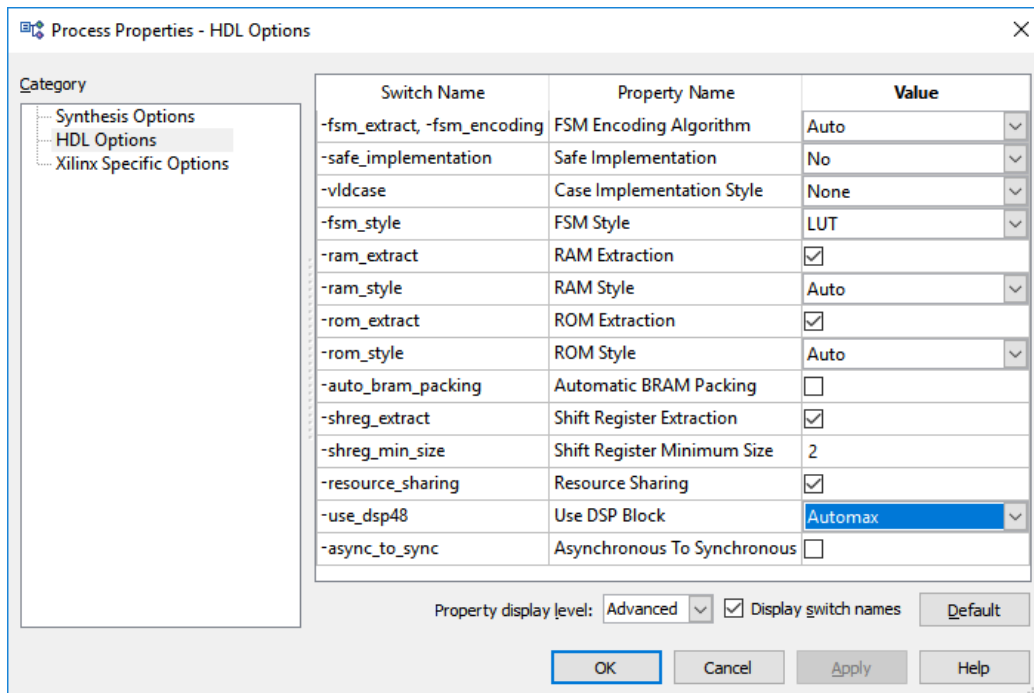 Process Properties - HDL Options
Category
Synthesis Options
HDL Options
Xilinx Specific Options
Switch Name Property Name Value
-fsm_extract, -fsm_encoding FSM Encoding Algorithm Auto
-safe_implementation Safe Implementation No
-vldcase Case Implementation Style None
-fsm_style FSM Style LUT
-ram_extract RAM Extraction
-ram_style RAM Style Auto
-rom_extract ROM Extraction
-rom_style ROM Style Auto
-auto_bram_packing Automatic BRAM Packing
-shreg_extract Shift Register Extraction
-shreg_min_size Shift Register Minimum Size 2
-resource_sharing Resource Sharing
-use_dsp48 Use DSP Block Automax
-async_to_sync Asynchronous To Synchronous
Property display level: Advanced Display switch names Default
OK Cancel Apply Help